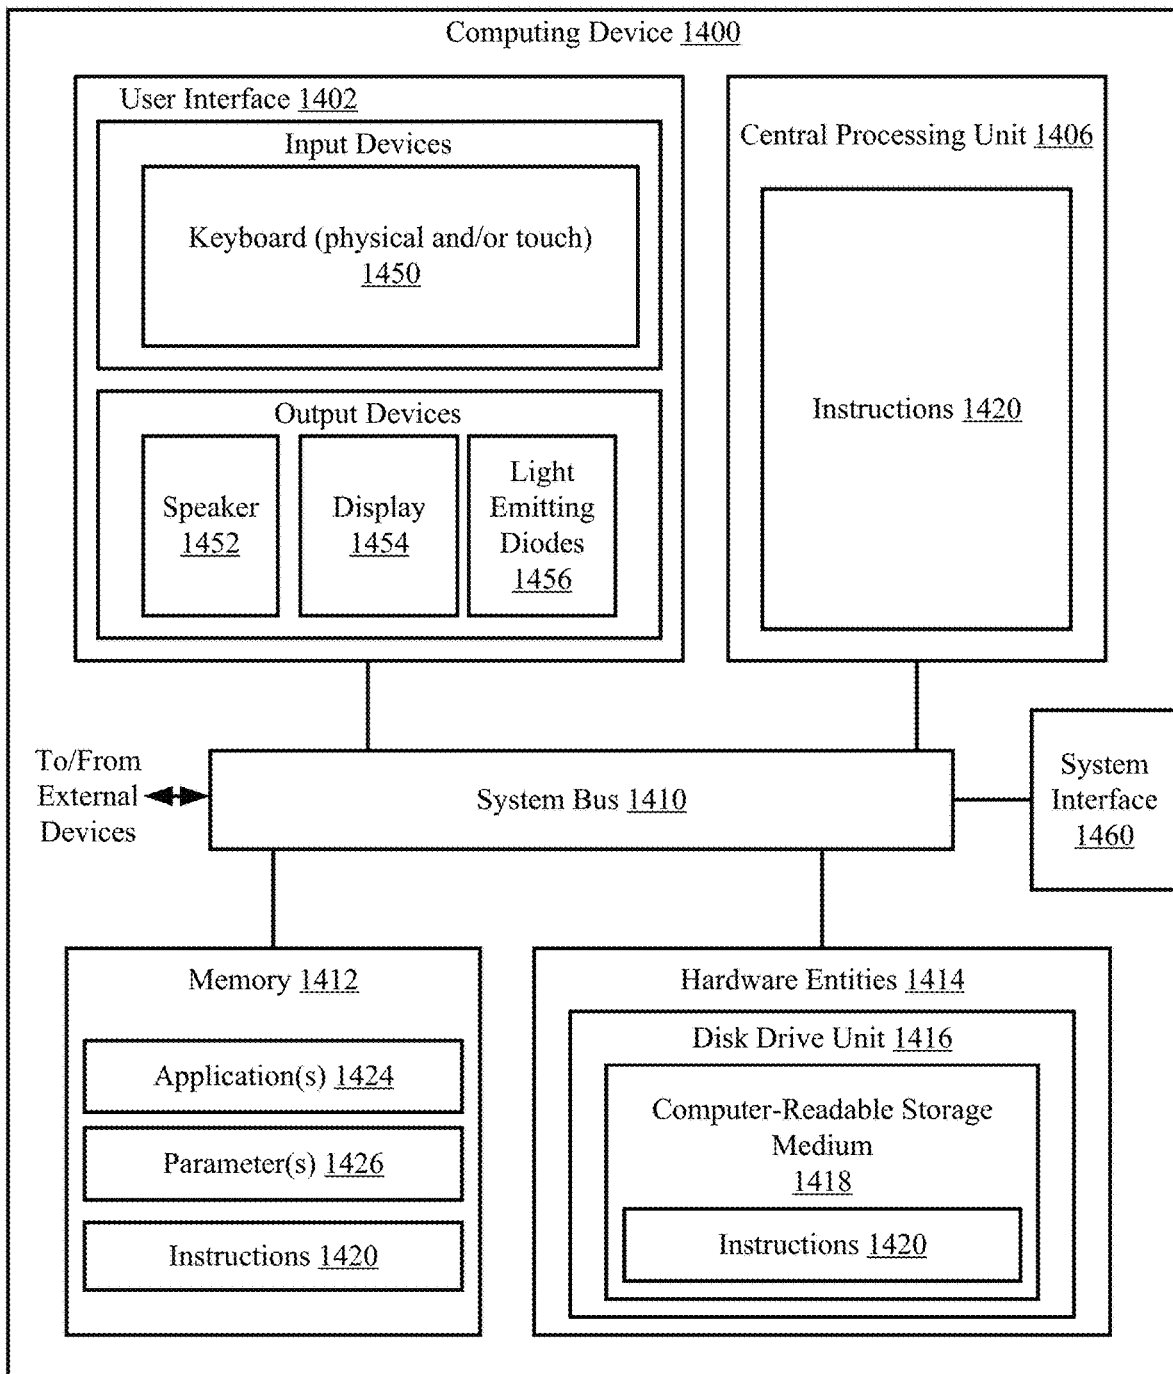 Computing Device 1400
User Interface 1402
Input Devices
Keyboard (physical and/or touch)
1450
Output Devices
Speaker
1452
Display
1454
Light
Emitting
Diodes
1456
Central Processing Unit 1406
Instructions 1420
To/From
External
Devices
System Bus 1410
System
Interface
1460
Memory 1412
Application(s) 1424
Parameter(s) 1426
Instructions 1420
Hardware Entities 1414
Disk Drive Unit 1416
Computer-Readable Storage
Medium
1418
Instructions 1420